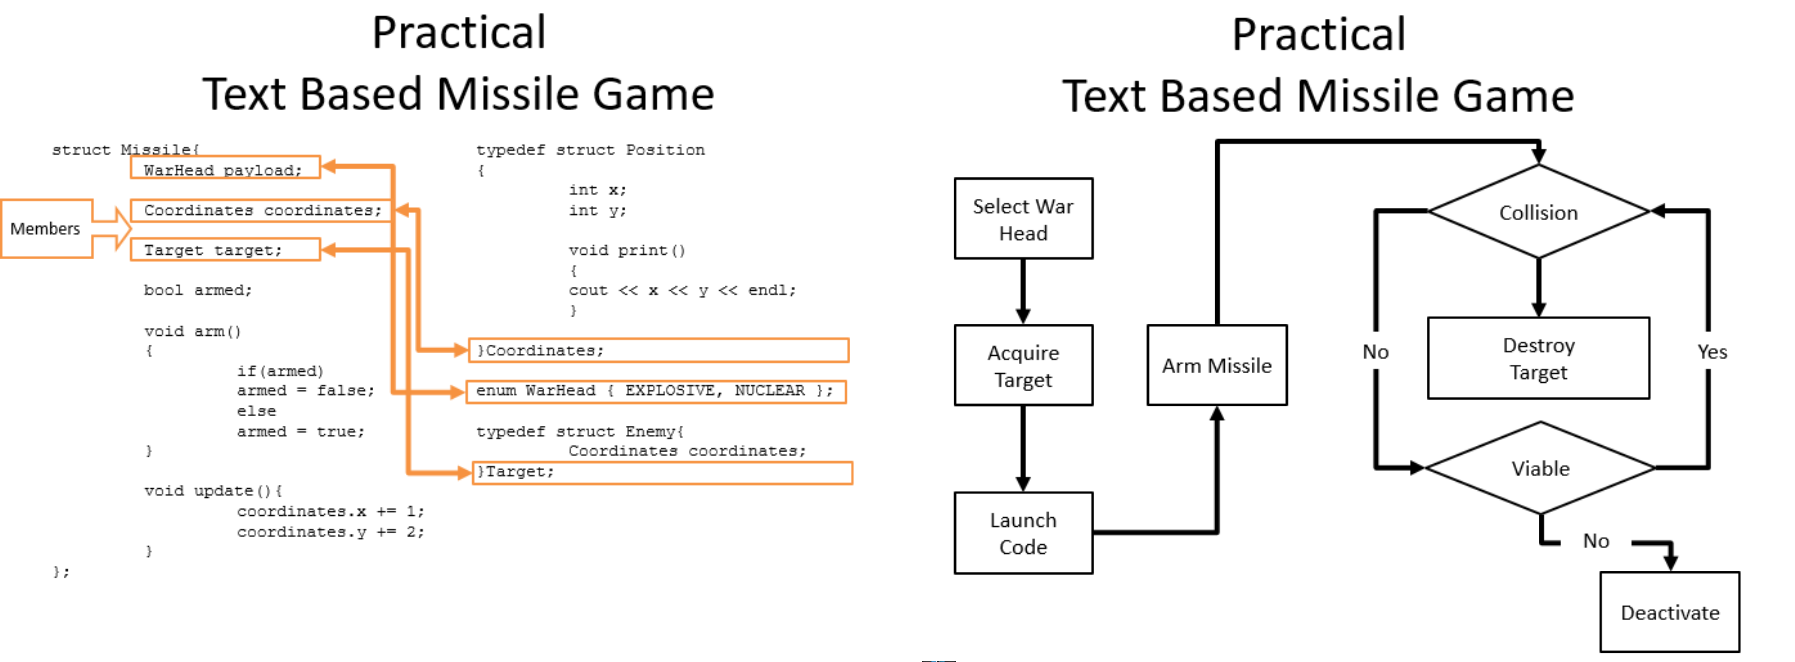 Practical
Text Based Missile Game
struct Missile{
WarHead payload;
Coordinates coordinates;
Members
Target target;
bool armed;
void arm()
{
if(armed)
armed = false;
else
armed = true;
}
void update(){
coordinates.x += 1;
coordinates.y += 2;
}
};
typedef struct Position
{
int x;
int y;
void print()
{
cout << x << y << endl;
}
}Coordinates;
enum WarHead { EXPLOSIVE, NUCLEAR };
typedef struct Enemy{
Coordinates coordinates;
}Target;
Practical
Text Based Missile Game
Select War
Head
Acquire
Target
Launch
Code
Arm Missile
Collision
No
Yes
Destroy
Target
Viable
No
Deactivate